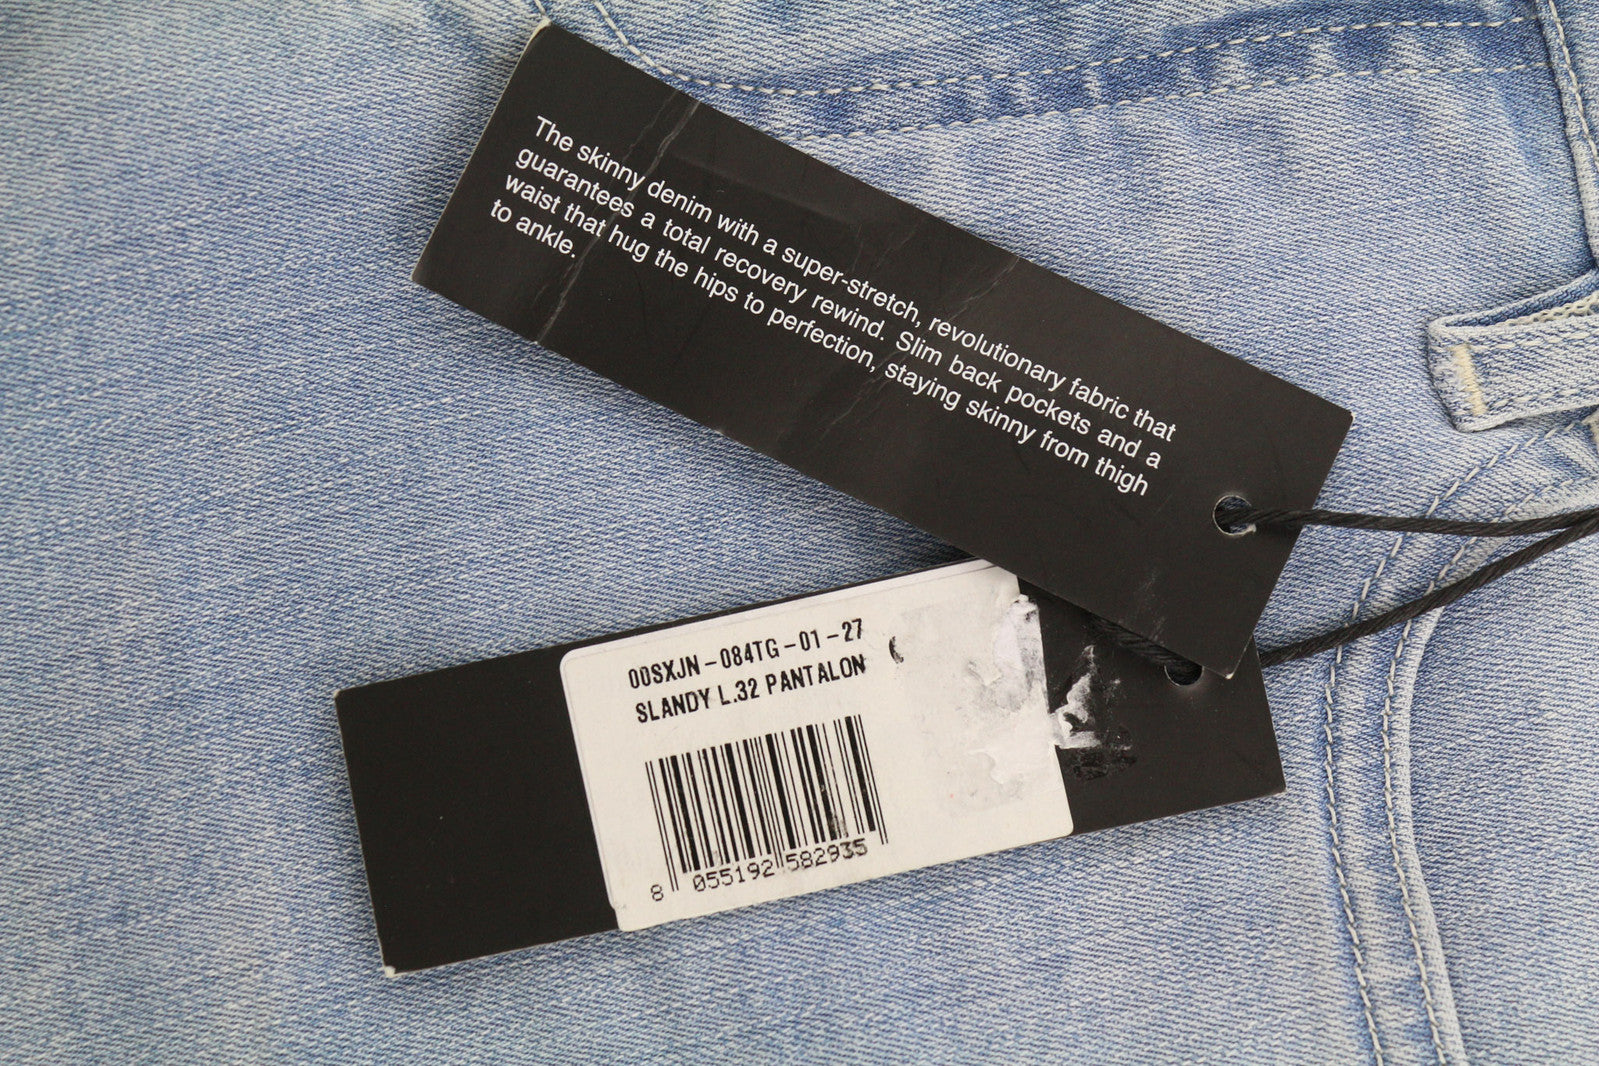 The skinny denim with a super-stretch, revolutionary fabric that
guarantees a total recovery rewind. Slim back pockets and a
waist that hug the hips to perfection, staying skinny from thigh
to ankle.
00SXJN-084TG-01-27
SLANDY L.32 PANTALON
8 055192 582935